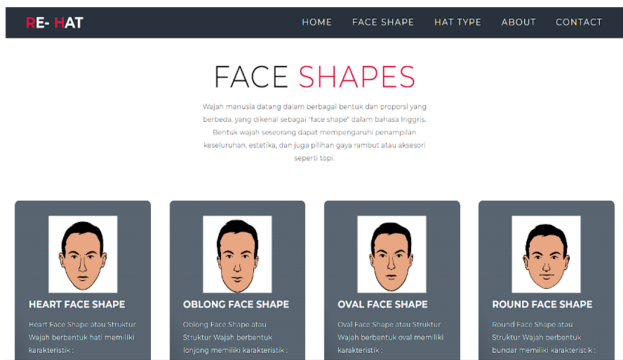 RE- HAT
HOME FACE SHAPE HAT TYPE ABOUT CONTACT
FACE SHAPES
Wajah manusia datang dalam berbagai bentuk dan proporsi yang
berbeda, yang dikenal sebagai "face shape" dalam bahasa Inggris.
Bentuk wajah seseorang dapat mempengaruhi penampilan
keseluruhan, estetika, dan juga pilihan gaya rambut atau aksesori
seperti topi.
HEART FACE SHAPE
Heart Face Shape atau Struktur
Wajah berbentuk hati memiliki
karakteristik :
OBLONG FACE SHAPE
Oblong Face Shape atau
Struktur Wajah berbentuk
lonjong memiliki karakteristik :
OVAL FACE SHAPE
Oval Face Shape atau Struktur
Wajah berbentuk oval memiliki
karakteristik :
ROUND FACE SHAPE
Round Face Shape atau
Struktur Wajah berbentuk
bundar memiliki karakteristik :